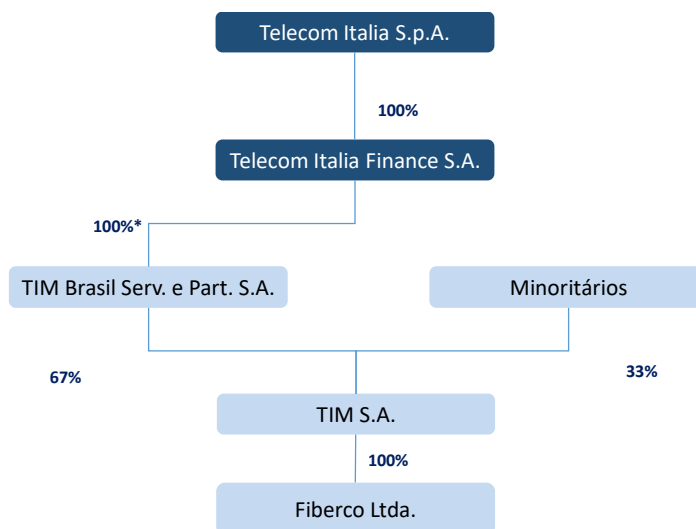 Telecom Italia S.p.A.
100%
Telecom Italia Finance S.A.
100%*
TIM Brasil Serv. e Part. S.A.
Minoritários
67%
33%
TIM S.A.
100%
Fiberco Ltda.